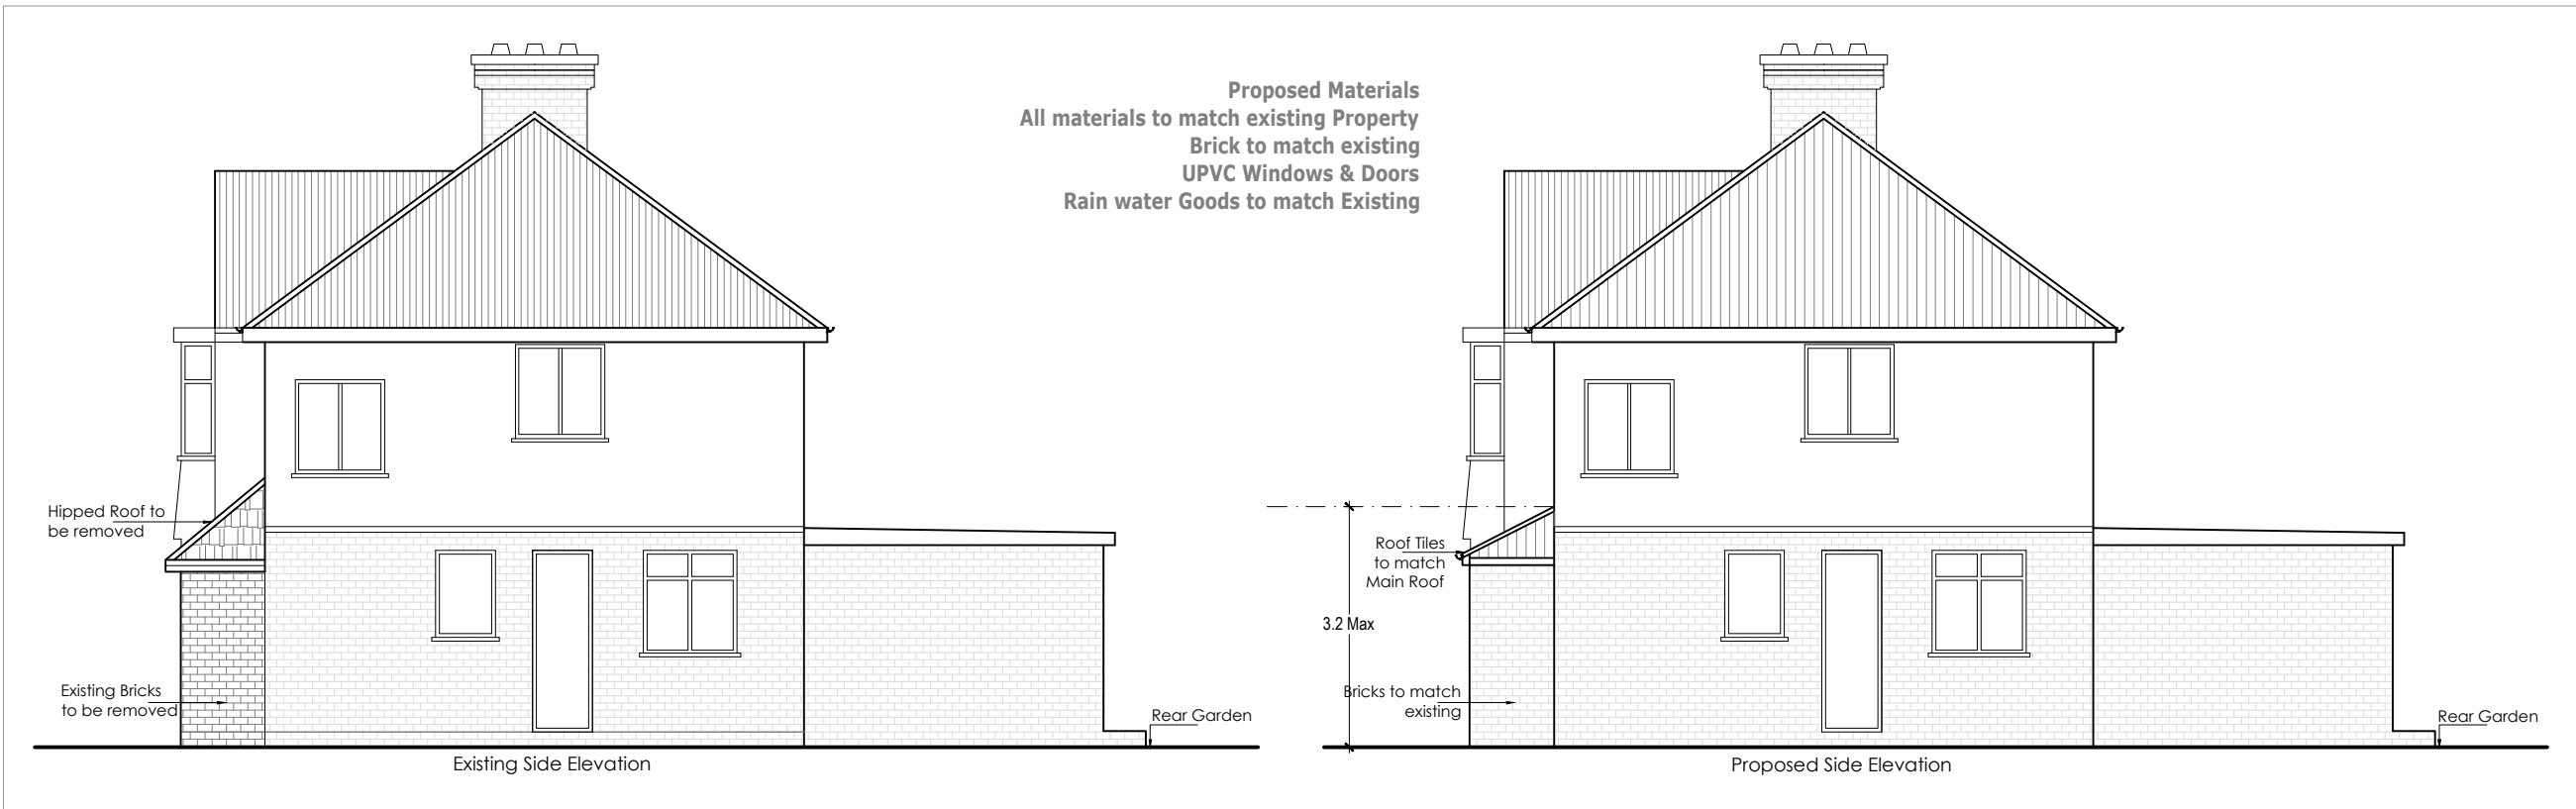 Proposed Materials
All materials to match existing Property
Brick to match existing
UPVC Windows & Doors
Rain water Goods to match Existing
Hipped Roof to
be removed
Existing Bricks
to be removed
Rear Garden
Existing Side Elevation
Roof Tiles
to match
Main Roof
3.2 Max
Bricks to match
existing
Rear Garden
Proposed Side Elevation